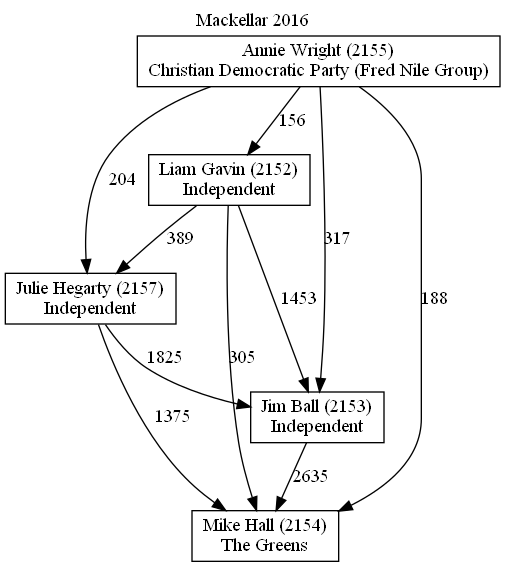 Mackellar 2016
Annie Wright (2155)
Christian Democratic Party (Fred Nile Group)
156
Liam Gavin (2152)
Independent
204
389
317
Julie Hegarty (2157)
Independent
1453
188
1825
305
1375
Jim Ball (2153)
Independent
2635
Mike Hall (2154)
The Greens